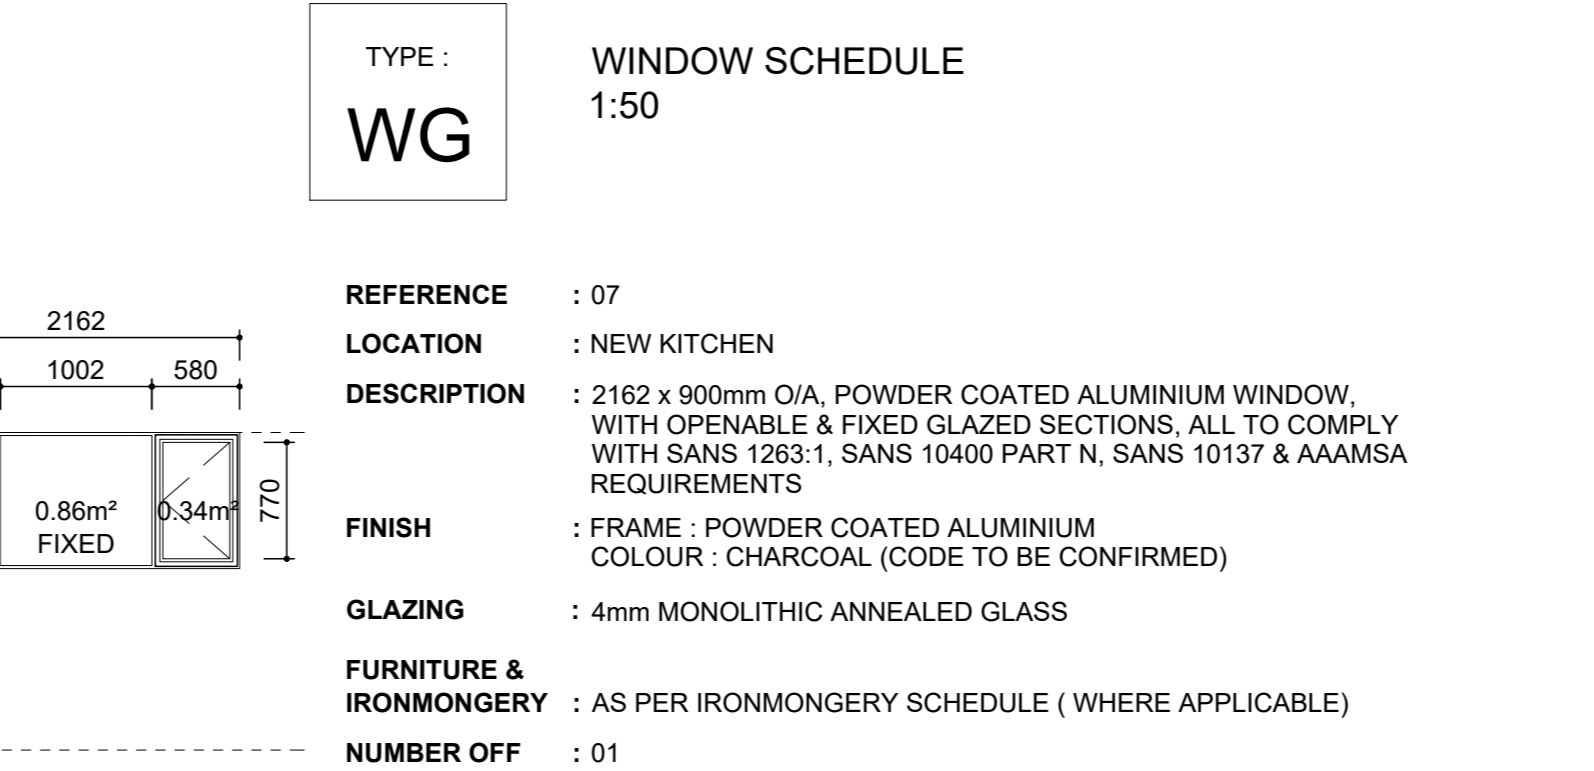 TYPE :
WG
WINDOW SCHEDULE
1:50
2162
1002 580
0.86m²
FIXED
0.34m²
770
REFERENCE : 07
LOCATION : NEW KITCHEN
DESCRIPTION : 2162 x 900mm O/A, POWDER COATED ALUMINIUM WINDOW,
WITH OPENABLE & FIXED GLAZED SECTIONS, ALL TO COMPLY
WITH SANS 1263:1, SANS 10400 PART N, SANS 10137 & AAAMSA
REQUIREMENTS
FINISH : FRAME : POWDER COATED ALUMINIUM
COLOUR : CHARCOAL (CODE TO BE CONFIRMED)
GLAZING : 4mm MONOLITHIC ANNEALED GLASS
FURNITURE &
IRONMONGERY : AS PER IRONMONGERY SCHEDULE ( WHERE APPLICABLE)
NUMBER OFF : 01